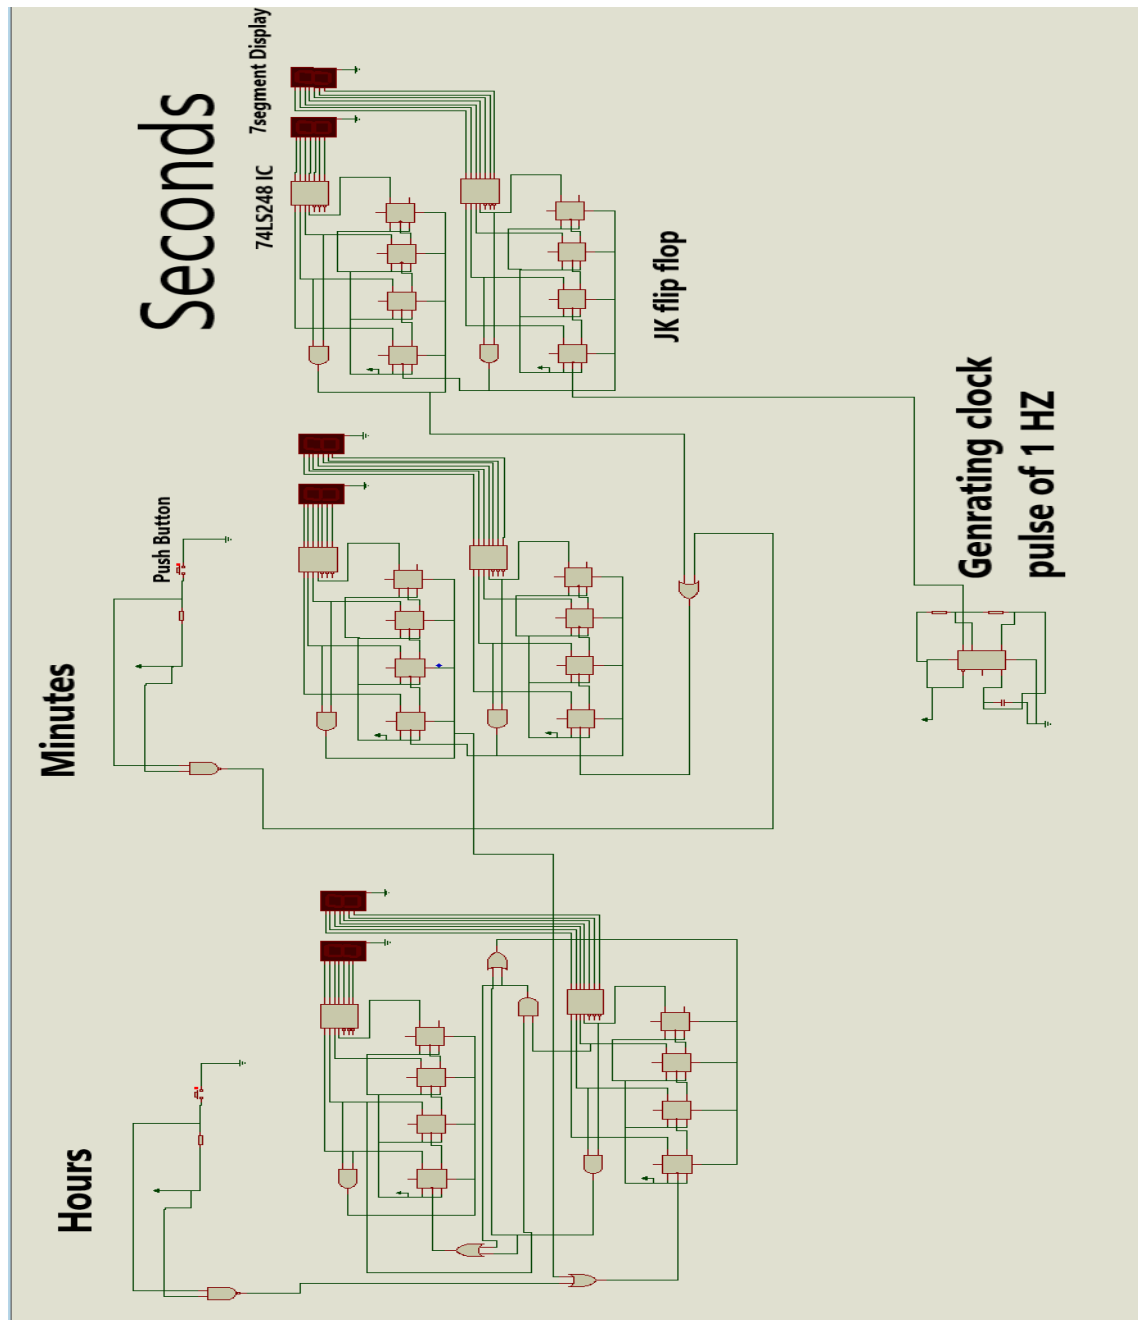 Seconds
7segment Display
74LS248 IC
JK flip flop
Genrating clock
pulse of 1 HZ
Minutes
Push Button
Hours